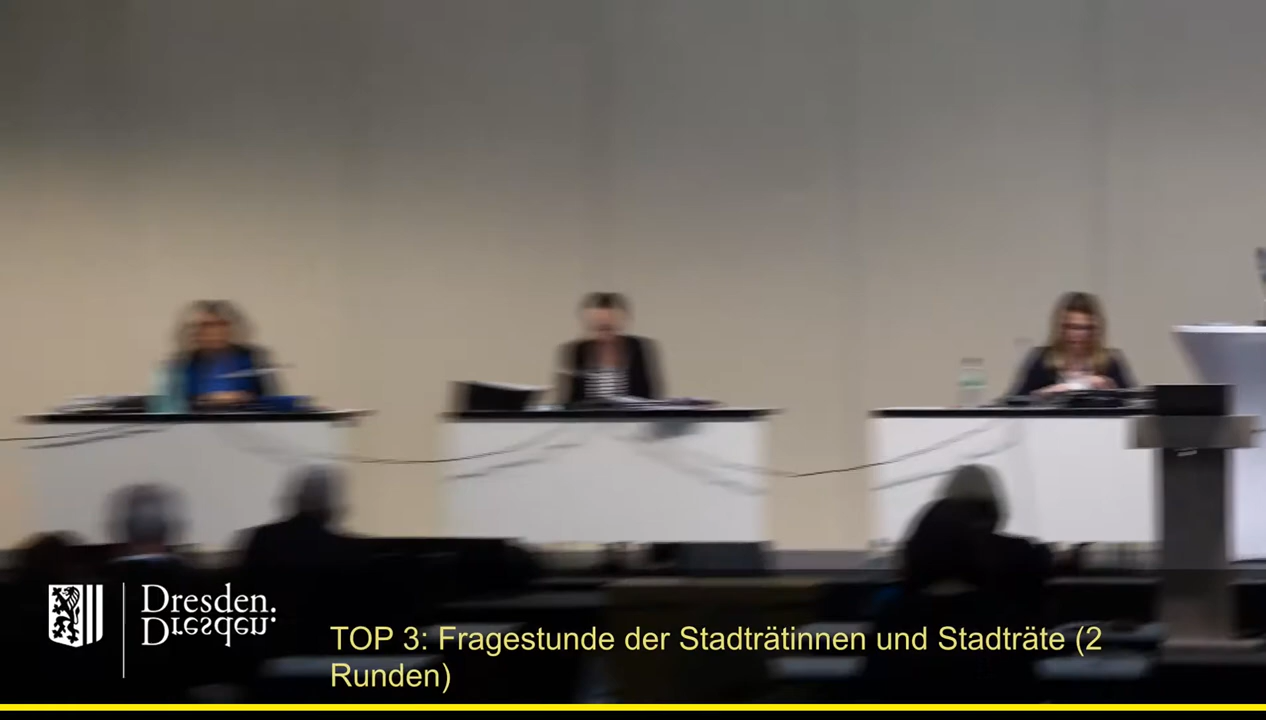 Dresden.
Dresden.
TOP 3: Fragestunde der Stadträtinnen und Stadträte (2
Runden)